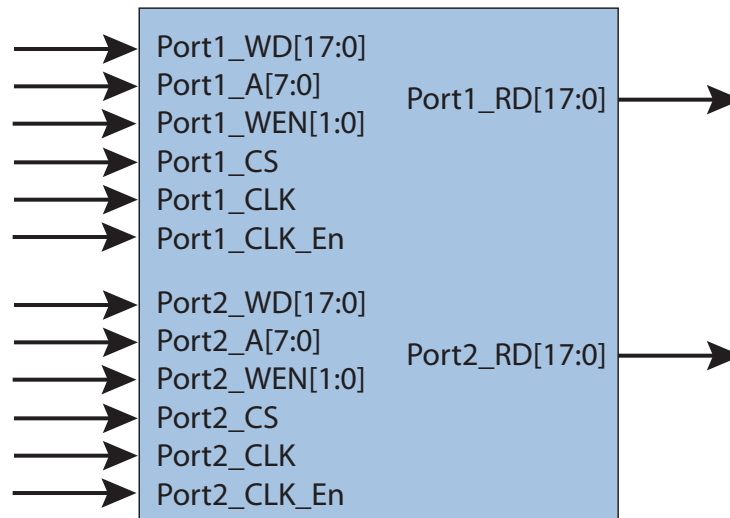 Port1_WD[17:0]
Port1_A[7:0]
Port1_WEN[1:0]
Port1_CS
Port1_CLK
Port1_CLK_En
Port1_RD[17:0]
Port2_WD[17:0]
Port2_A[7:0]
Port2_WEN[1:0]
Port2_CS
Port2_CLK
Port2_CLK_En
Port2_RD[17:0]